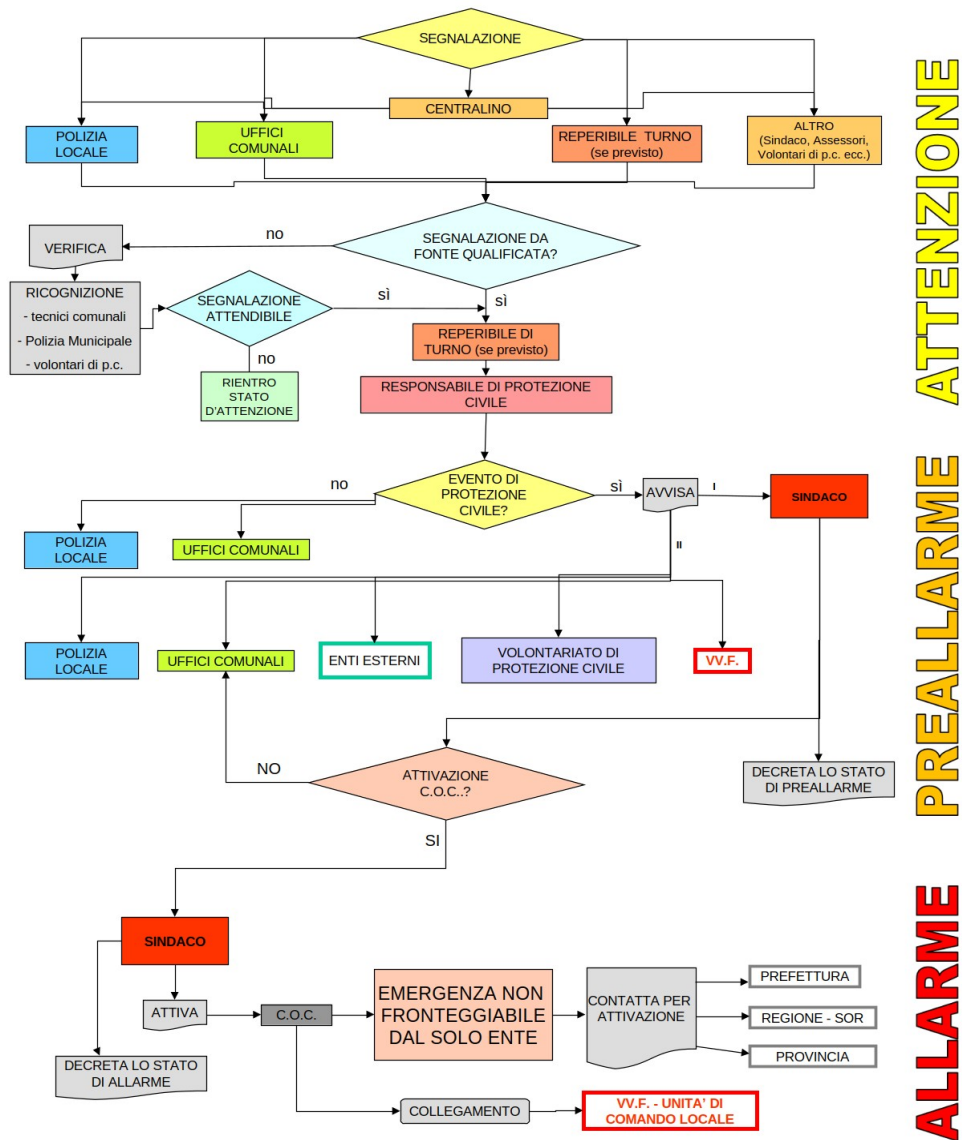 SEGNALAZIONE
CENTRALINO
POLIZIA
LOCALE
UFFICI
COMUNALI
REPERIBILE TURNO
(se previsto)
ALTRO
(Sindaco, Assessori,
Volontari di p.c. ecc.)
ATTENZIONE
no
SEGNALAZIONE DA
FONTE QUALIFICATA?
VERIFICA
RICOGNIZIONE
- tecnici comunali
- Polizia Municipale
- volontari di p.c.
SEGNALAZIONE
ATTENDIBILE
sì
sì
no
REPERIBILE DI
TURNO (se previsto)
RIENTRO
STATO
D'ATTENZIONE
RESPONSABILE DI PROTEZIONE
CIVILE
EVENTO DI
PROTEZIONE
CIVILE?
no
sì
AVVISA
I
SINDACO
II
POLIZIA
LOCALE
UFFICI COMUNALI
PREALLARME
POLIZIA
LOCALE
UFFICI COMUNALI
ENTI ESTERNI
VOLONTARIATO DI
PROTEZIONE CIVILE
VV.F.
NO
ATTIVAZIONE
C.O.C..?
DECRETA LO STATO
DI PREALLARME
SI
SINDACO
ATTIVA
C.O.C.
EMERGENZA NON
FRONTEGGIABILE
DAL SOLO ENTE
CONTATTA PER
ATTIVAZIONE
PREFETTURA
REGIONE - SOR
PROVINCIA
DECRETA LO STATO
DI ALLARME
COLLEGAMENTO
VV.F. - UNITA' DI
COMANDO LOCALE
ALLARME